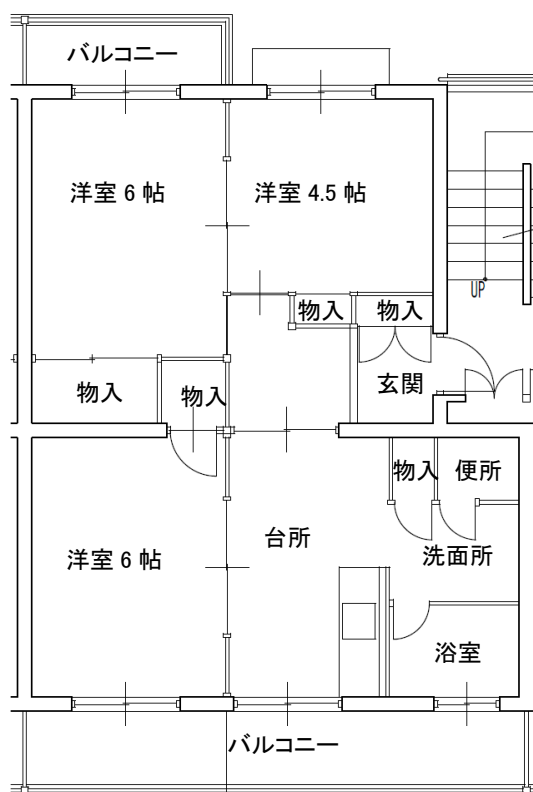 バルコニー
洋室 6 帖
洋室 4.5 帖
UP
物入
物入
物入
物入
玄関
物入
便所
台所
洗面所
洋室 6 帖
浴室
バルコニー